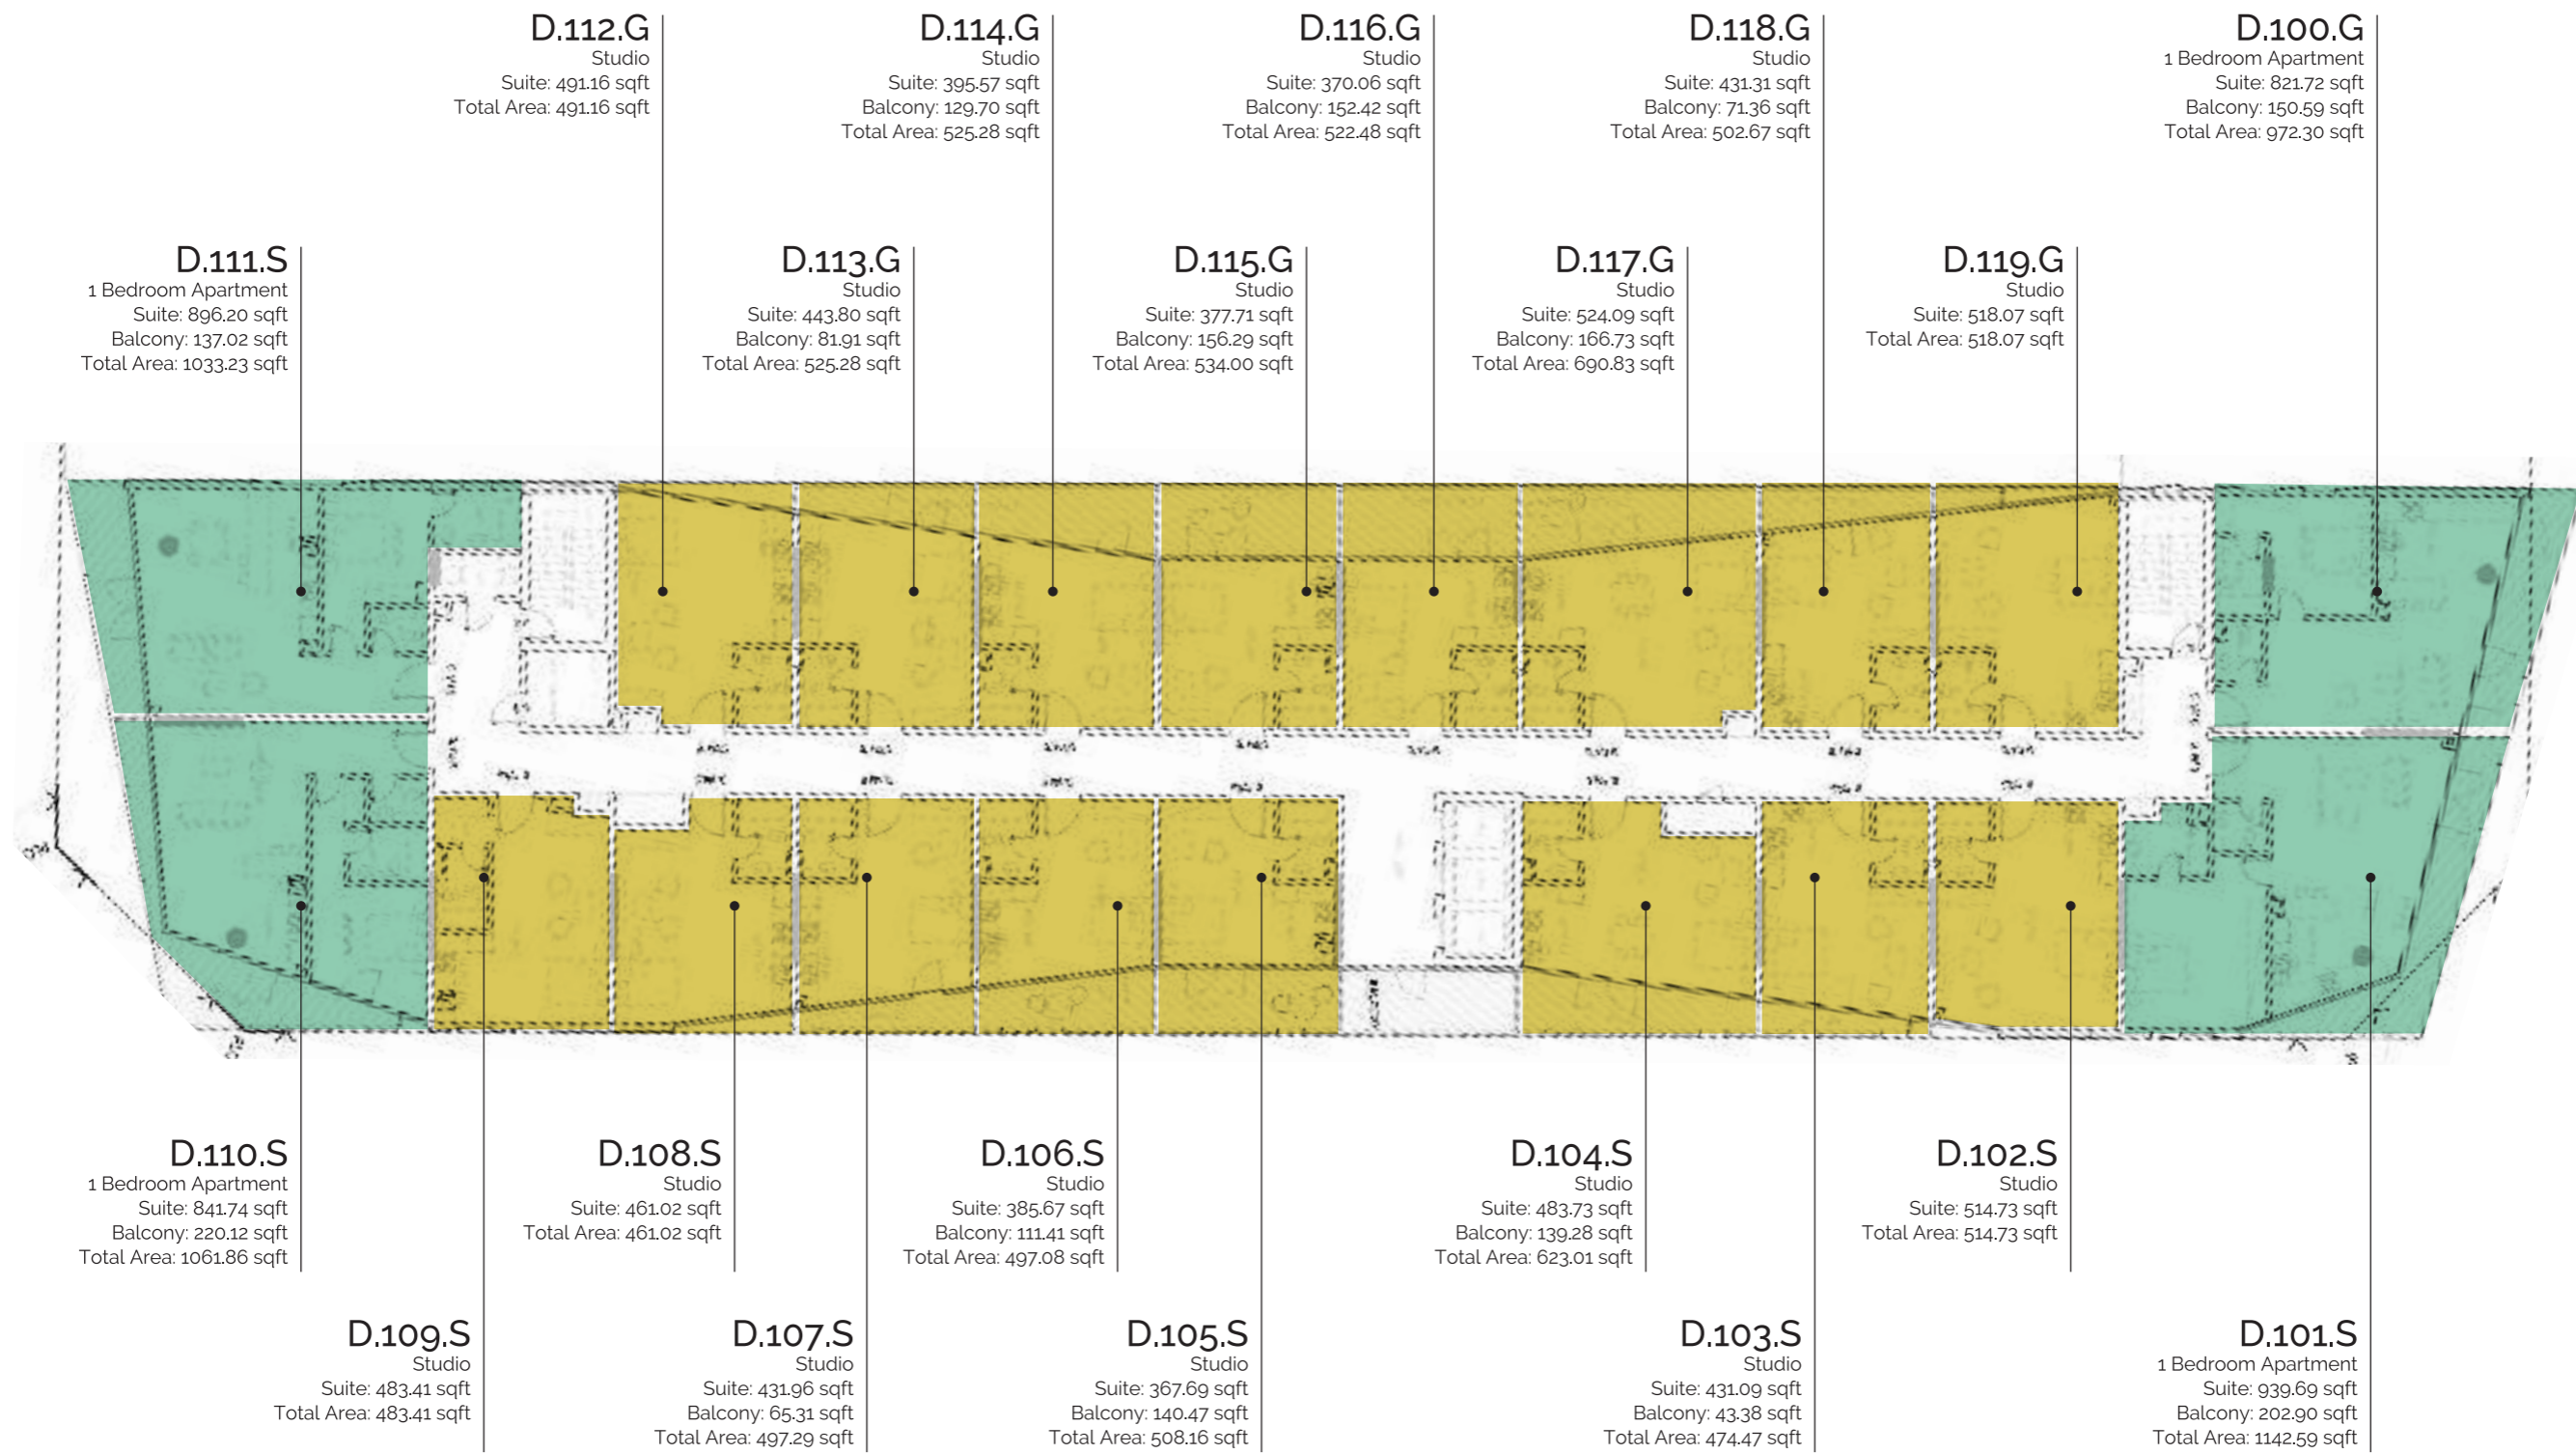 D.112.G
Studio
Suite: 491.16 sqft
Total Area: 491.16 sqft
D.114.G
Studio
Suite: 395.57 sqft
Balcony: 129.70 sqft
Total Area: 525.28 sqft
D.116.G
Studio
Suite: 370.06 sqft
Balcony: 152.42 sqft
Total Area: 522.48 sqft
D.118.G
Studio
Suite: 431.31 sqft
Balcony: 71.36 sqft
Total Area: 502.67 sqft
D.100.G
1 Bedroom Apartment
Suite: 821.72 sqft
Balcony: 150.59 sqft
Total Area: 972.30 sqft
D.111.S
1 Bedroom Apartment
Suite: 896.20 sqft
Balcony: 137.02 sqft
Total Area: 1033.23 sqft
D.113.G
Studio
Suite: 443.80 sqft
Balcony: 81.91 sqft
Total Area: 525.28 sqft
D.115.G
Studio
Suite: 377.71 sqft
Balcony: 156.29 sqft
Total Area: 534.00 sqft
D.117.G
Studio
Suite: 524.09 sqft
Balcony: 166.73 sqft
Total Area: 690.83 sqft
D.119.G
Studio
Suite: 518.07 sqft
Total Area: 518.07 sqft
D.110.S
1 Bedroom Apartment
Suite: 841.74 sqft
Balcony: 220.12 sqft
Total Area: 1061.86 sqft
D.108.S
Studio
Suite: 461.02 sqft
Total Area: 461.02 sqft
D.106.S
Studio
Suite: 385.67 sqft
Balcony: 111.41 sqft
Total Area: 497.08 sqft
D.104.S
Studio
Suite: 483.73 sqft
Balcony: 139.28 sqft
Total Area: 623.01 sqft
D.102.S
Studio
Suite: 514.73 sqft
Total Area: 514.73 sqft
D.109.S
Studio
Suite: 483.41 sqft
Total Area: 483.41 sqft
D.107.S
Studio
Suite: 431.96 sqft
Balcony: 65.31 sqft
Total Area: 497.29 sqft
D.105.S
Studio
Suite: 367.69 sqft
Balcony: 140.47 sqft
Total Area: 508.16 sqft
D.103.S
Studio
Suite: 431.09 sqft
Balcony: 43.38 sqft
Total Area: 474.47 sqft
D.101.S
1 Bedroom Apartment
Suite: 939.69 sqft
Balcony: 202.90 sqft
Total Area: 1142.59 sqft